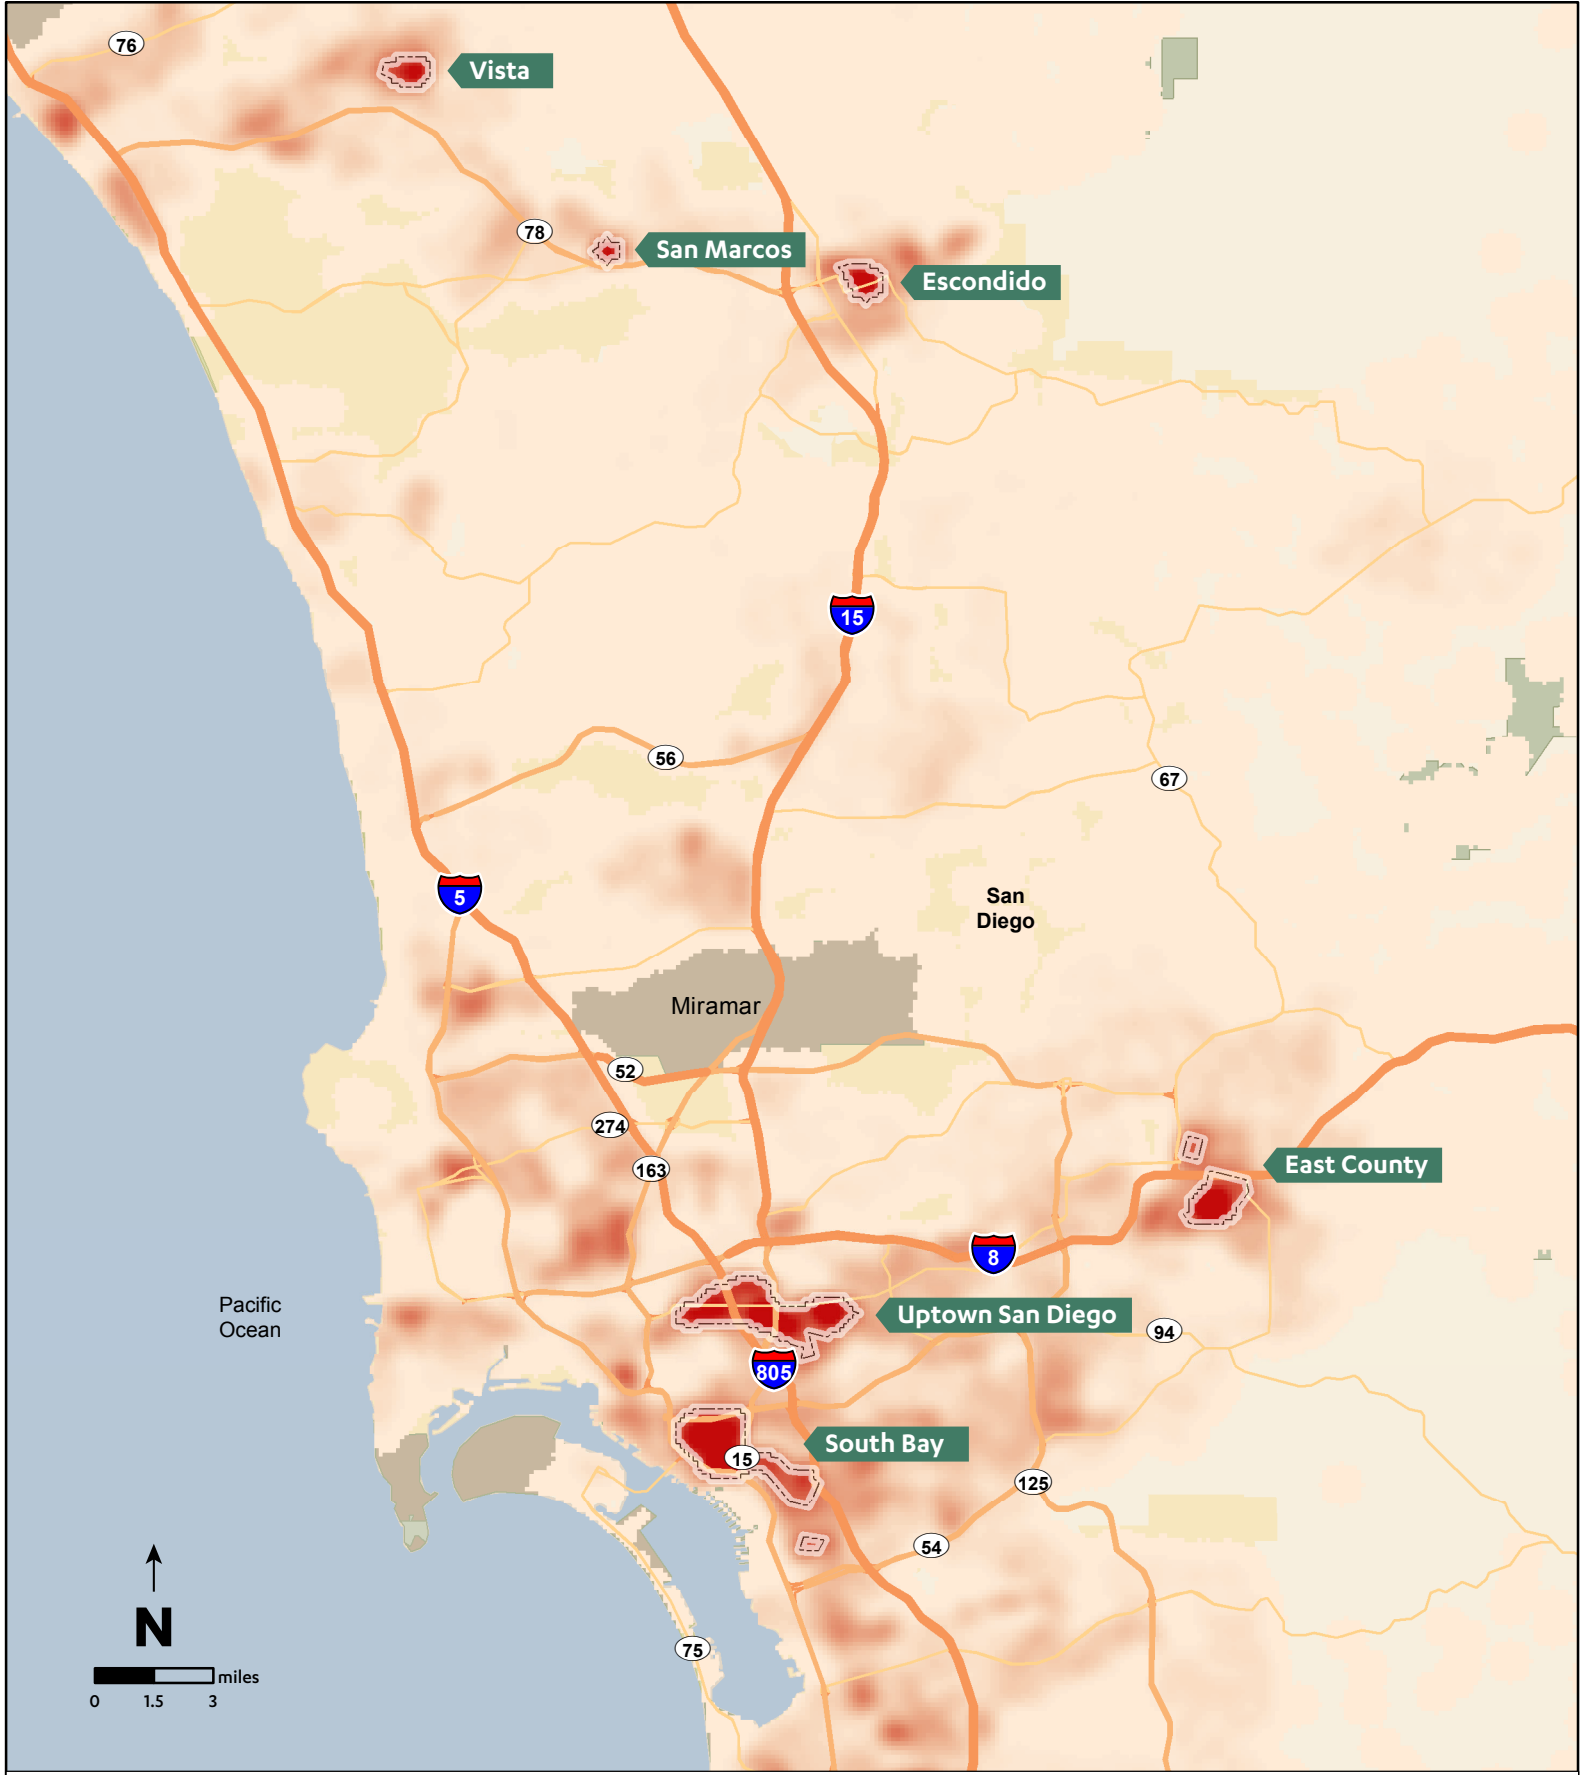 76
Vista
78
San Marcos
Escondido
15
56
67
5
San
Diego
Miramar
52
274
163
East County
8
Pacific
Ocean
Uptown San Diego
94
805
South Bay
15
125
54
N
75
miles
0 1.5 3